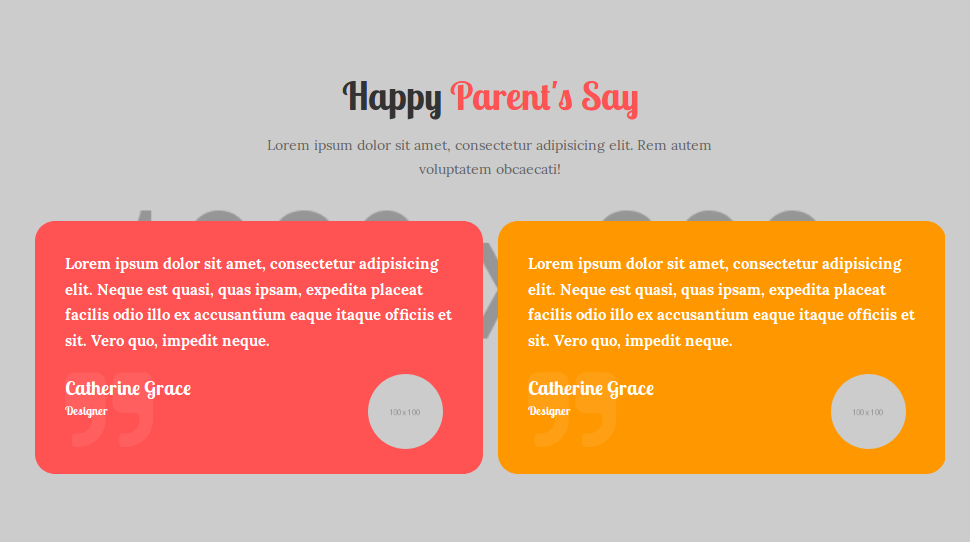 Happy Parent's Say
Lorem ipsum dolor sit amet, consectetur adipisicing elit. Rem autem
voluptatem obcaecati!
Lorem ipsum dolor sit amet, consectetur adipisicing
elit. Neque est quasi, quas ipsam, expedita placeat
facilis odio illo ex accusantium eaque itaque officiis et
sit. Vero quo, impedit neque.
Catherine Grace
Designer
100 x 100
Lorem ipsum dolor sit amet, consectetur adipisicing
elit. Neque est quasi, quas ipsam, expedita placeat
facilis odio illo ex accusantium eaque itaque officiis et
sit. Vero quo, impedit neque.
Catherine Grace
Designer
100 x 100